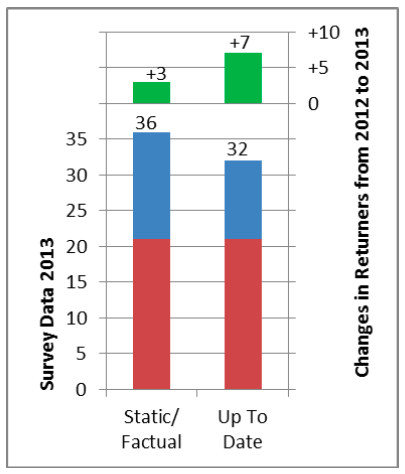 +10
+7
+5
+3
0
36
35
32
30
25
20
15
10
5
0
Static/
Factual
Up To
Date
Survey Data 2013
Changes in Returners from 2012 to 2013